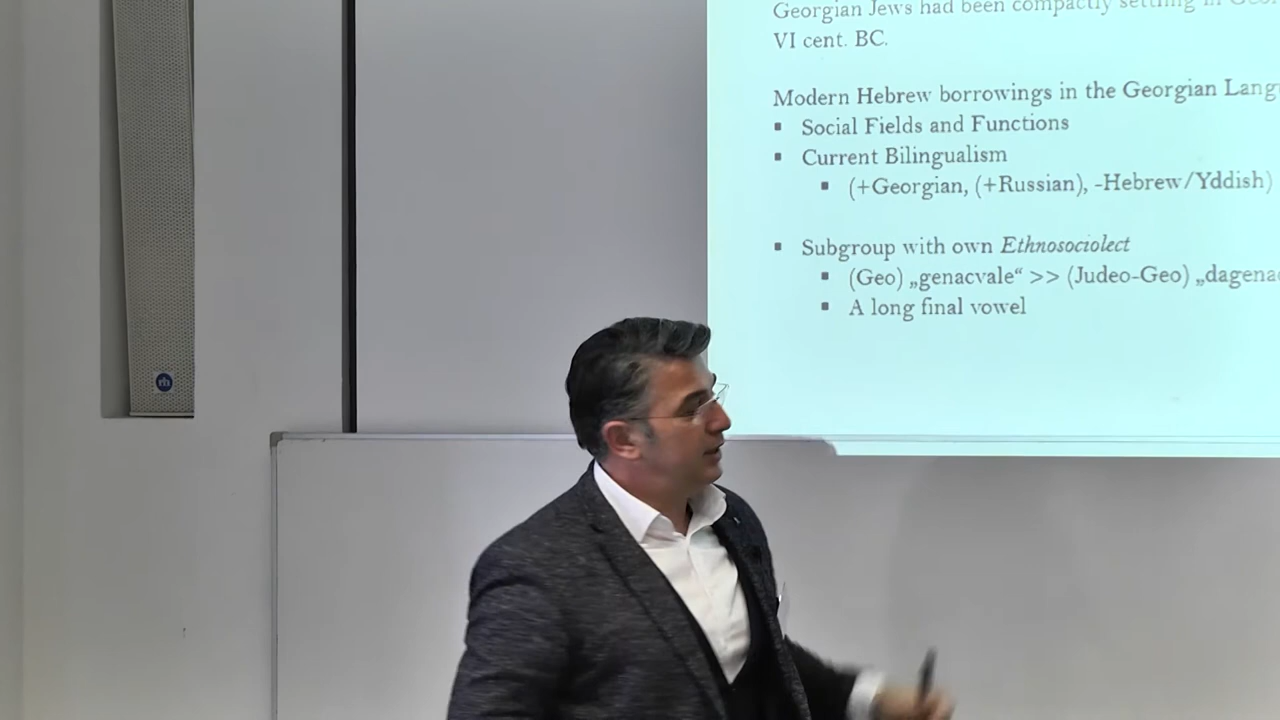 Georgian Jews had been compactly settling in
VI cent. BC.
Modern Hebrew borrowings in the Georgian
Social Fields and Functions
Current Bilingualism
(+Georgian, (+Russian), -Hebrew/Yddish)
Subgroup with own Ethnosociolect
(Geo) „genacvale“ >> (Judeo-Geo)
A long final vowel
rh